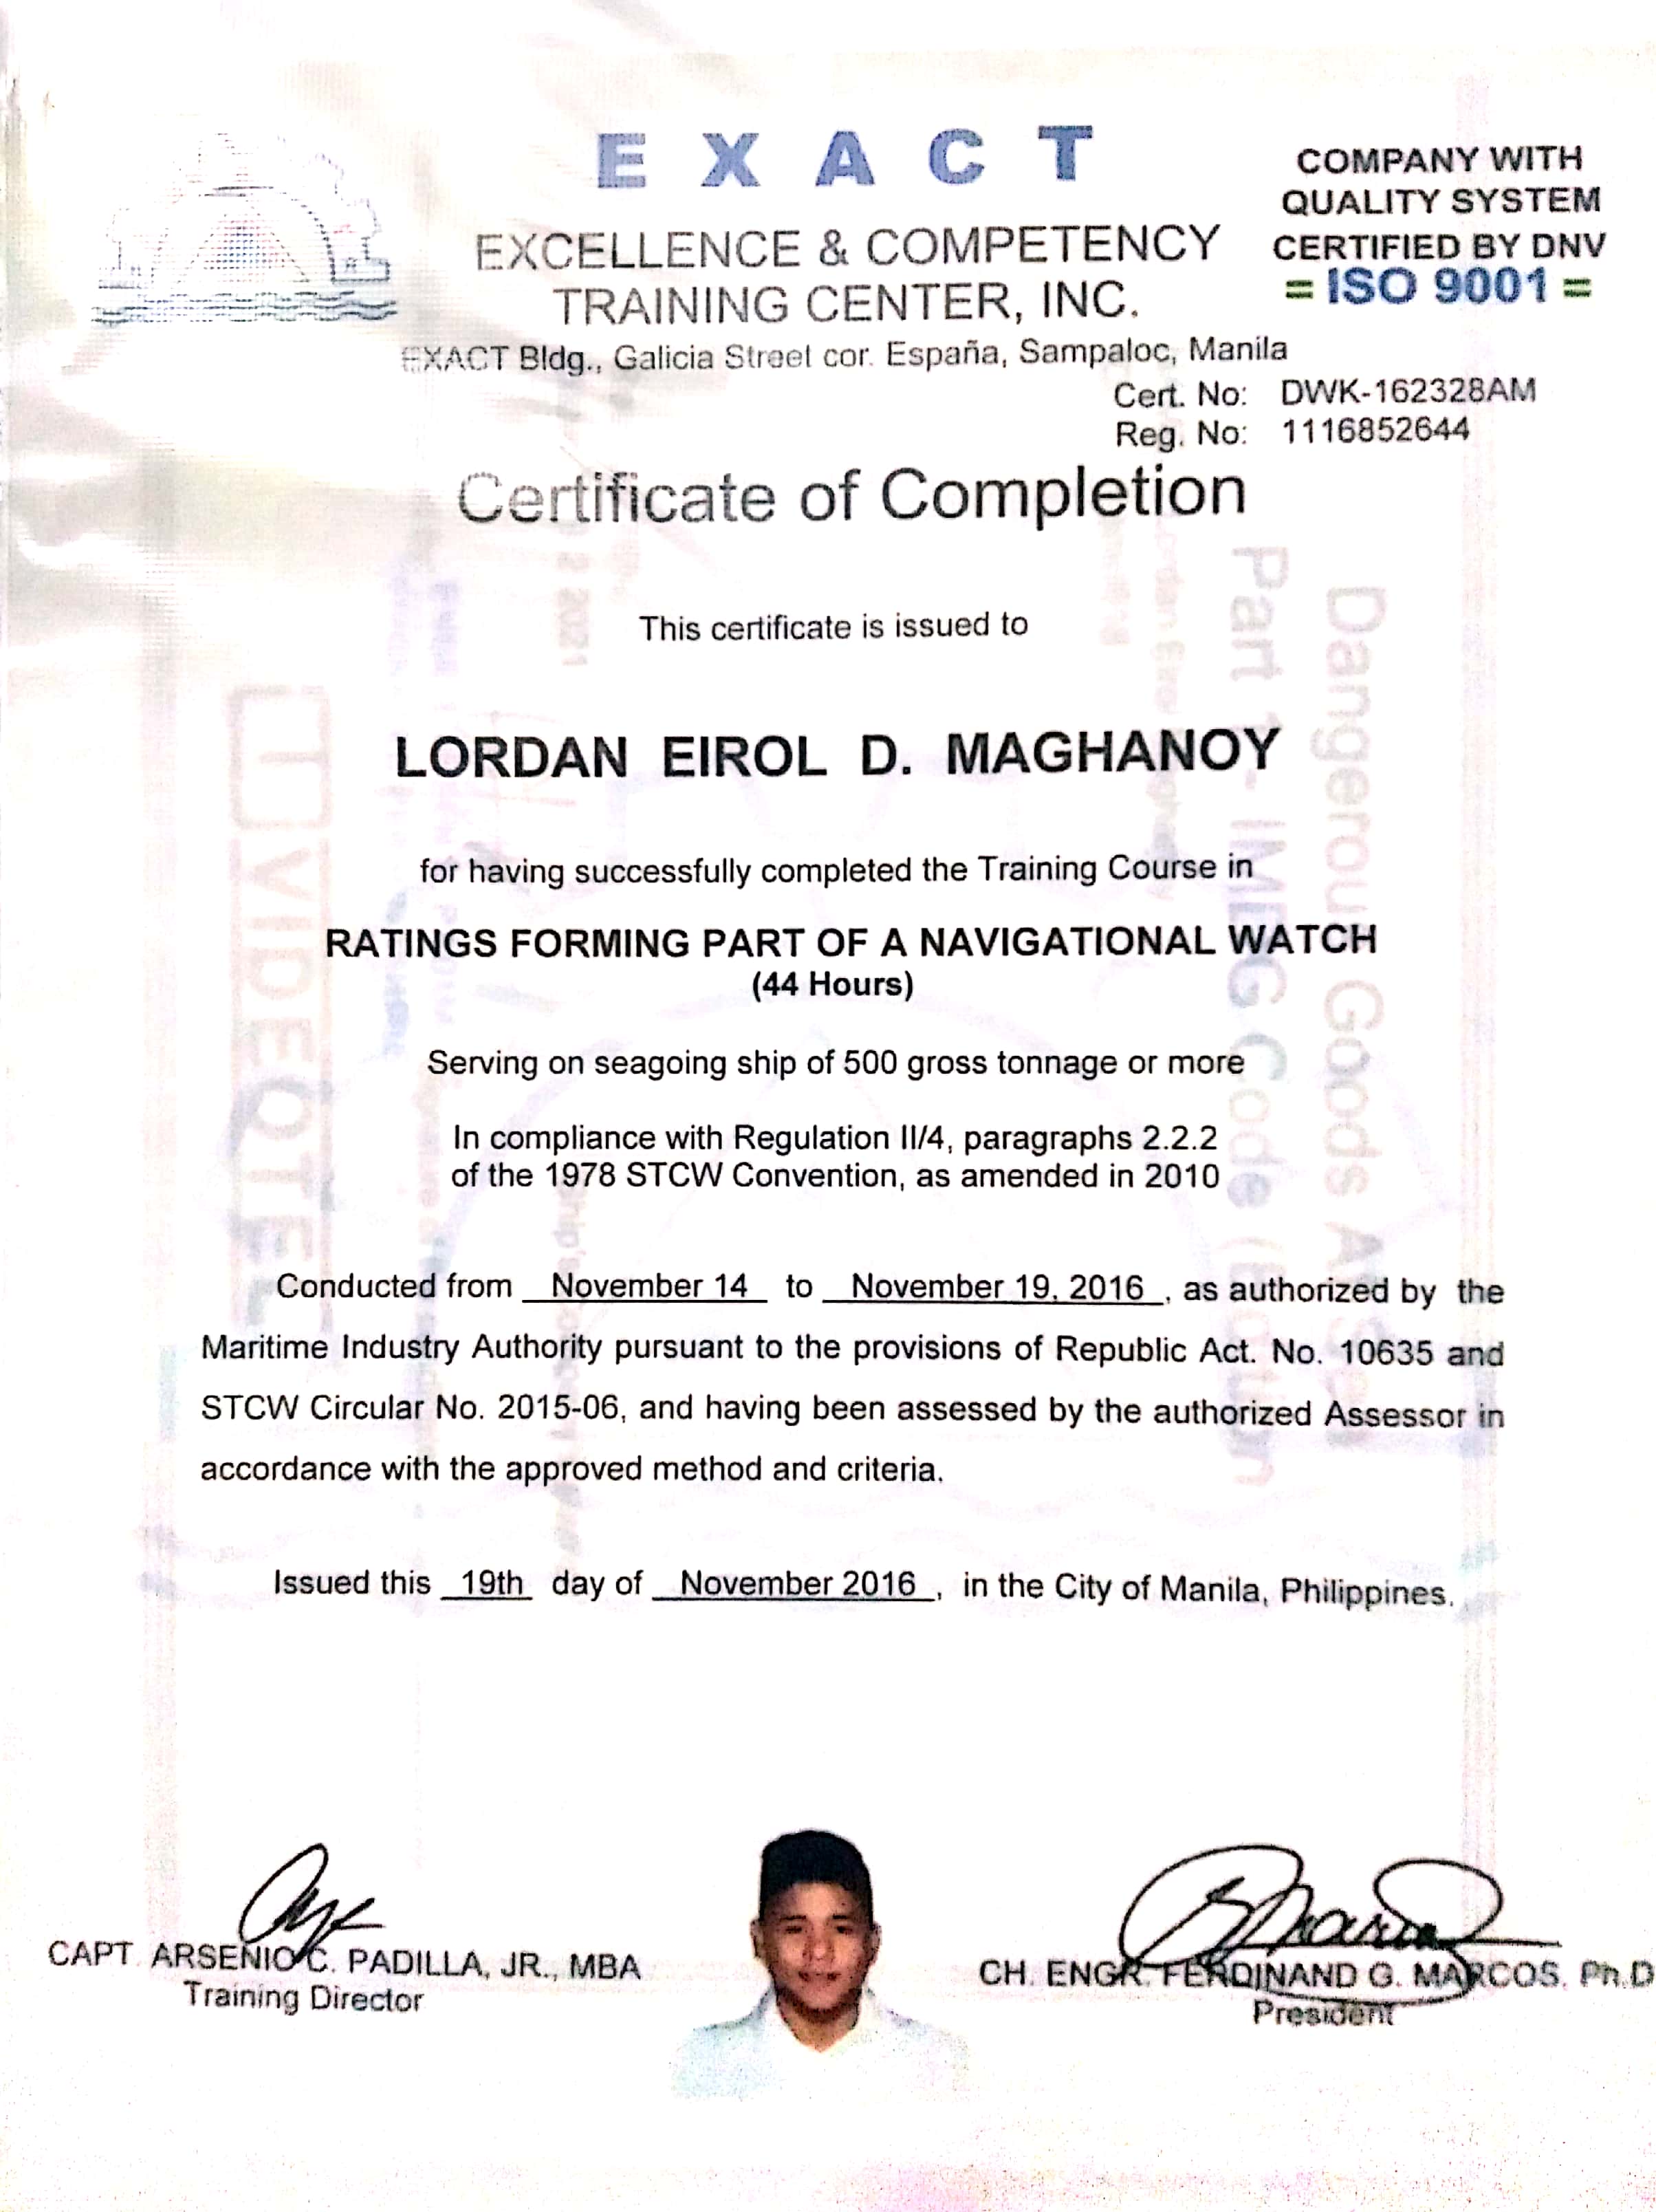 E X A C T
EXCELLENCE & COMPETENCY
TRAINING CENTER, INC.
COMPANY WITH
QUALITY SYSTEM
CERTIFIED BY DNV
= ISO 9001 =
EXACT Bldg., Galicia Street cor. España, Sampaloc, Manila
Cert. No: DWK-162328AM
Reg. No: 1116852644
Certificate of Completion
This certificate is issued to
LORDAN EIROL D. MAGHANOY
for having successfully completed the Training Course in
RATINGS FORMING PART OF A NAVIGATIONAL WATCH
(44 Hours)
Serving on seagoing ship of 500 gross tonnage or more
In compliance with Regulation II/4, paragraphs 2.2.2
of the 1978 STCW Convention, as amended in 2010
Conducted from November 14 to November 19, 2016, as authorized by the
Maritime Industry Authority pursuant to the provisions of Republic Act. No. 10635 and
STCW Circular No. 2015-06, and having been assessed by the authorized Assessor in
accordance with the approved method and criteria.
Issued this 19th day of November 2016, in the City of Manila, Philippines.
CAPT. ARSENIO C. PADILLA, JR., MBA
Training Director
CH. ENGR. FERDINAND G. MARCOS, Ph.D
President
Dangerous Goods
Part 1 - IMDG Code
VIDEOTEL